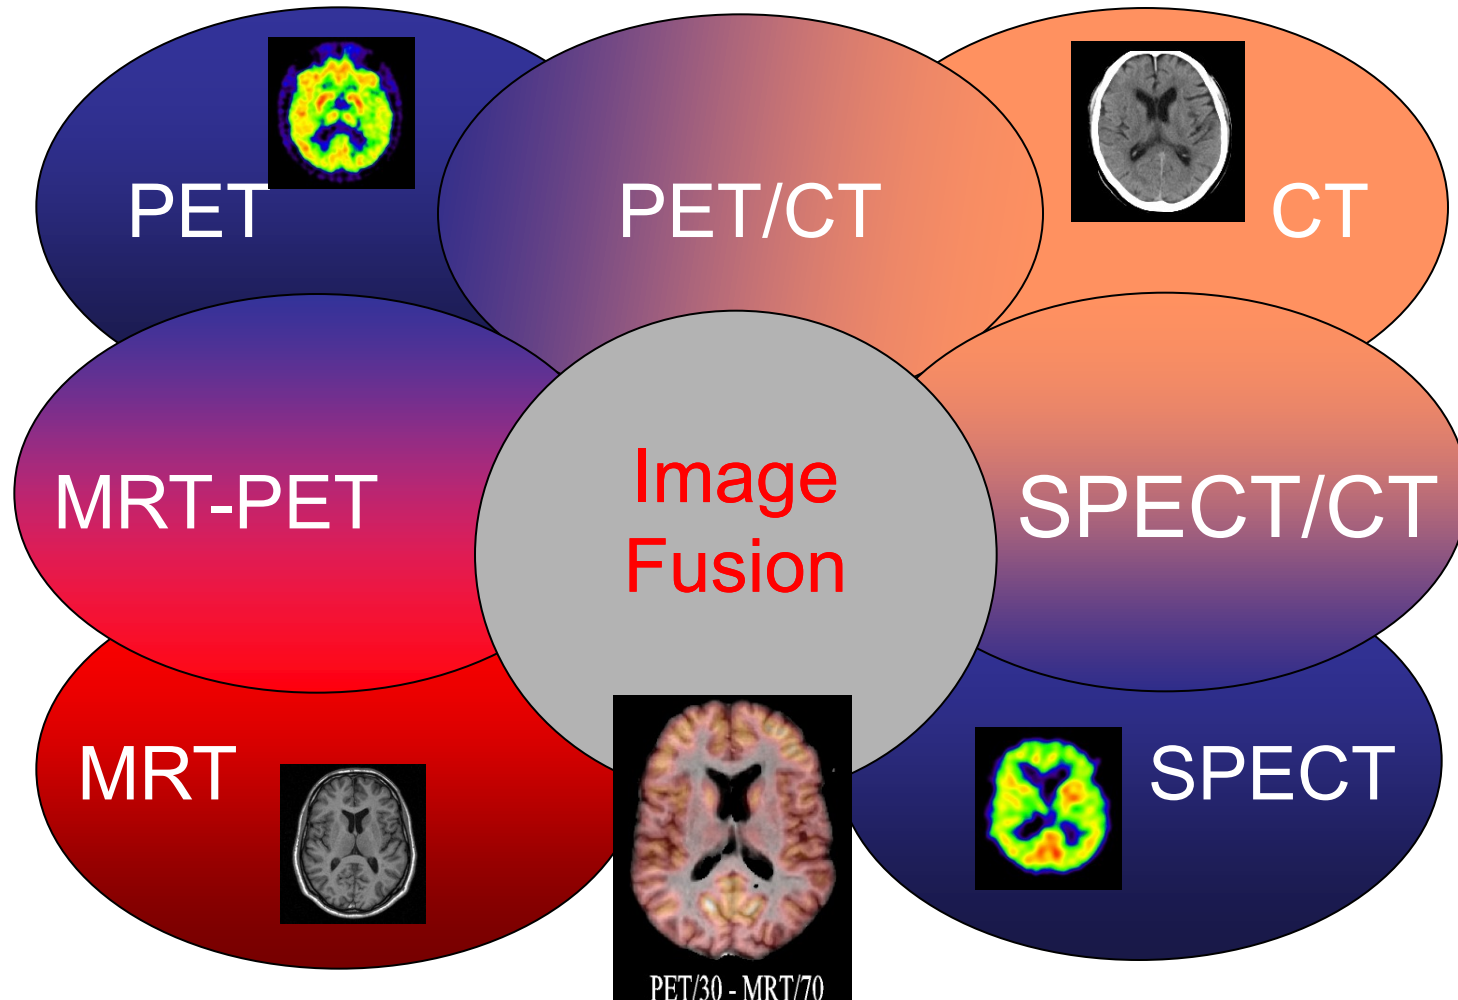 PET
PET/CT
CT
MRT-PET
Image
Fusion
SPECT/CT
MRT
SPECT
PET/30 - MRT/70